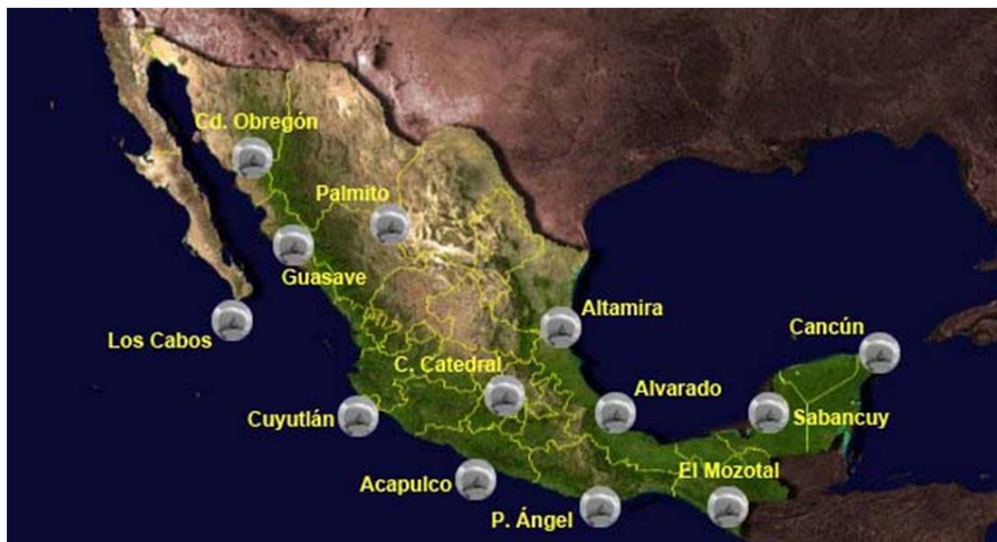 Cd. Obregón
Palmito
Guasave
Altamira
Los Cabos
Cancún
C. Catedral
Alvarado
Cuyutlán
Sabancuy
El Mozotal
Acapulco
P. Ángel